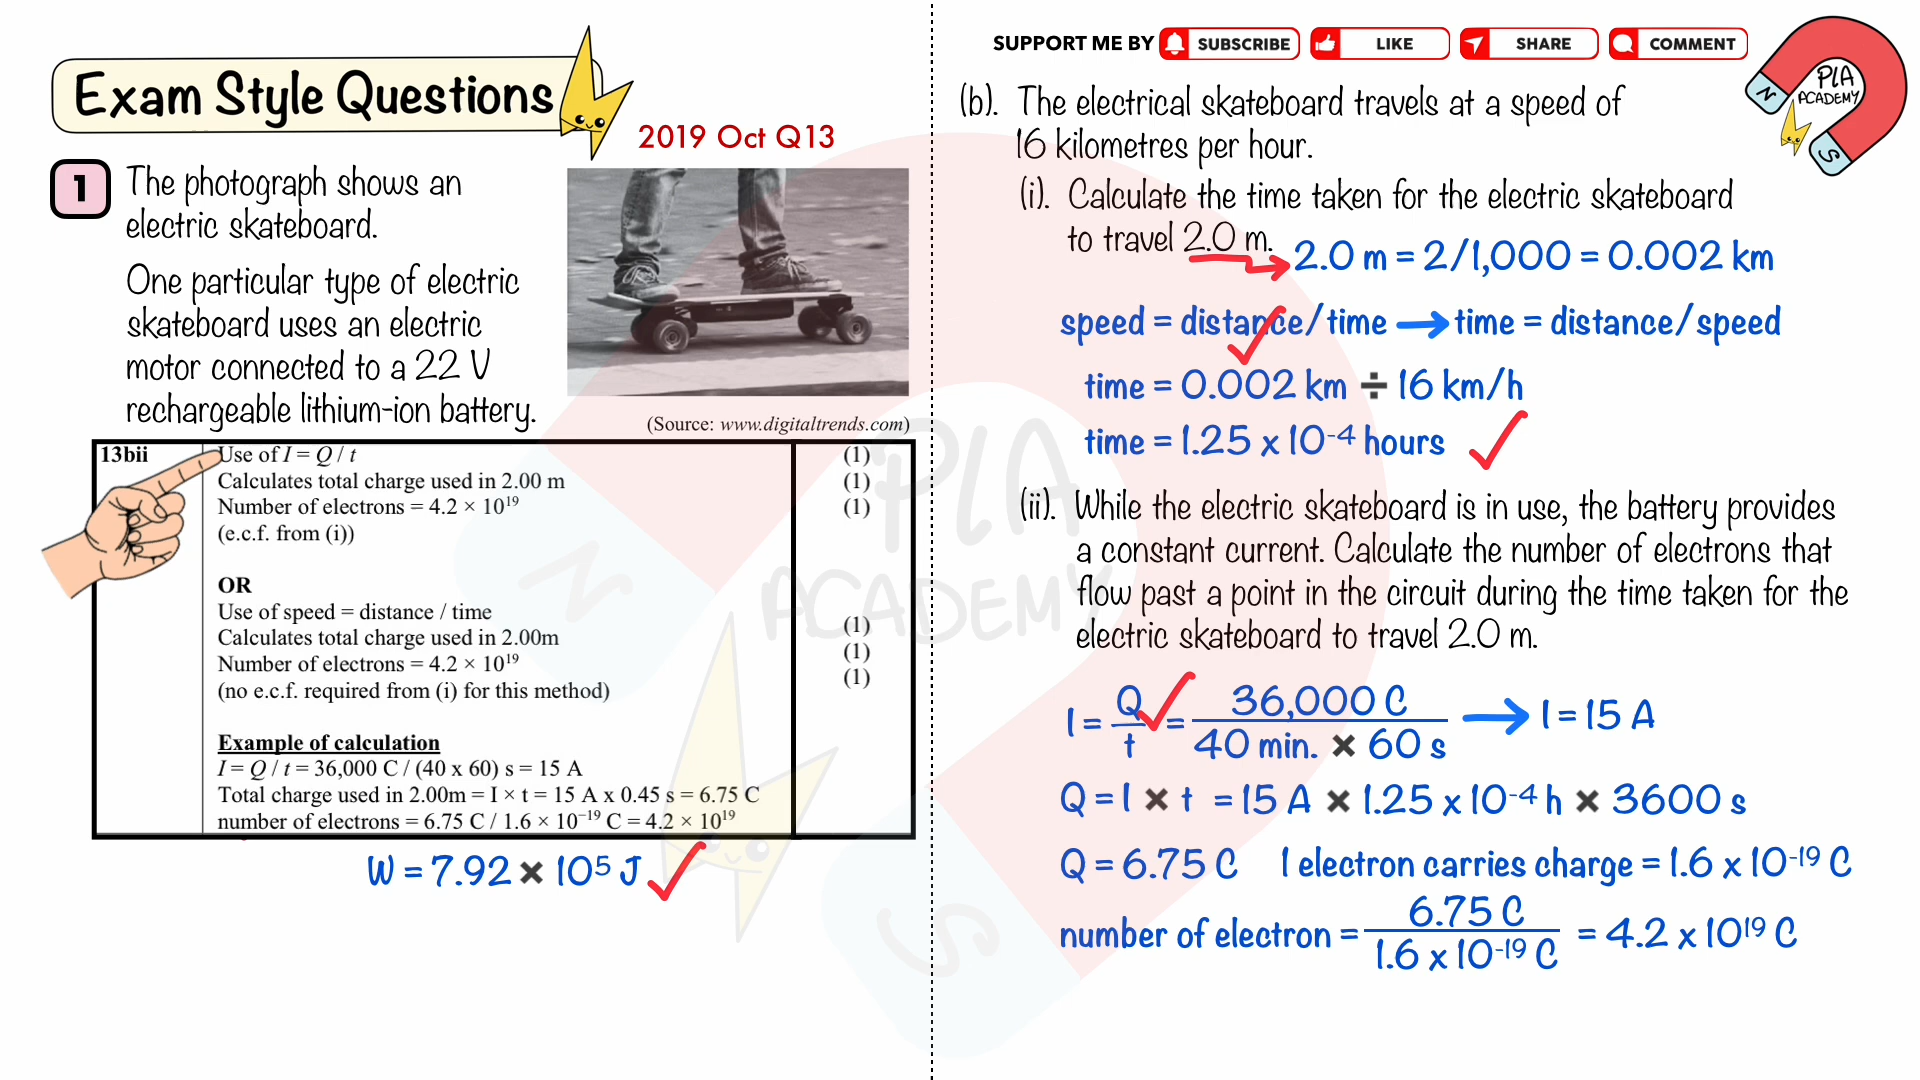 Exam Style Questions
2019 Oct Q13
1
The photograph shows an
electric skateboard.
One particular type of electric
skateboard uses an electric
motor connected to a 22 V
rechargeable lithium-ion battery.
(Source: www.digitaltrends.com)
13bii
Use of I = Q / t (1)
Calculates total charge used in 2.00 m (1)
Number of electrons = 4.2 × 10¹⁹ (1)
(e.c.f. from (i))
OR
Use of speed = distance / time (1)
Calculates total charge used in 2.00m (1)
Number of electrons = 4.2 × 10¹⁹ (1)
(no e.c.f. required from (i) for this method)
Example of calculation
I = Q / t = 36,000 C / (40 x 60) s = 15 A
Total charge used in 2.00m = I × t = 15 A x 0.45 s = 6.75 C
number of electrons = 6.75 C / 1.6 × 10⁻¹⁹ C = 4.2 × 10¹⁹
W = 7.92 × 10⁵ J
SUPPORT ME BY SUBSCRIBE LIKE SHARE COMMENT
PLA
ACADEMY
N
S
(b). The electrical skateboard travels at a speed of
16 kilometres per hour.
(i). Calculate the time taken for the electric skateboard
to travel 2.0 m.
2.0 m = 2/1,000 = 0.002 km
speed = distance/time → time = distance/speed
time = 0.002 km ÷ 16 km/h
time = 1.25 x 10⁻⁴ hours
(ii). While the electric skateboard is in use, the battery provides
a constant current. Calculate the number of electrons that
flow past a point in the circuit during the time taken for the
electric skateboard to travel 2.0 m.
I = Q/t = 36,000 C / 40 min. × 60 s → I = 15 A
Q = I × t = 15 A × 1.25 x 10⁻⁴ h × 3600 s
Q = 6.75 C 1 electron carries charge = 1.6 x 10⁻¹⁹ C
number of electron = 6.75 C / 1.6 x 10⁻¹⁹ C = 4.2 x 10¹⁹ C
PLA
ACADEMY
N
S